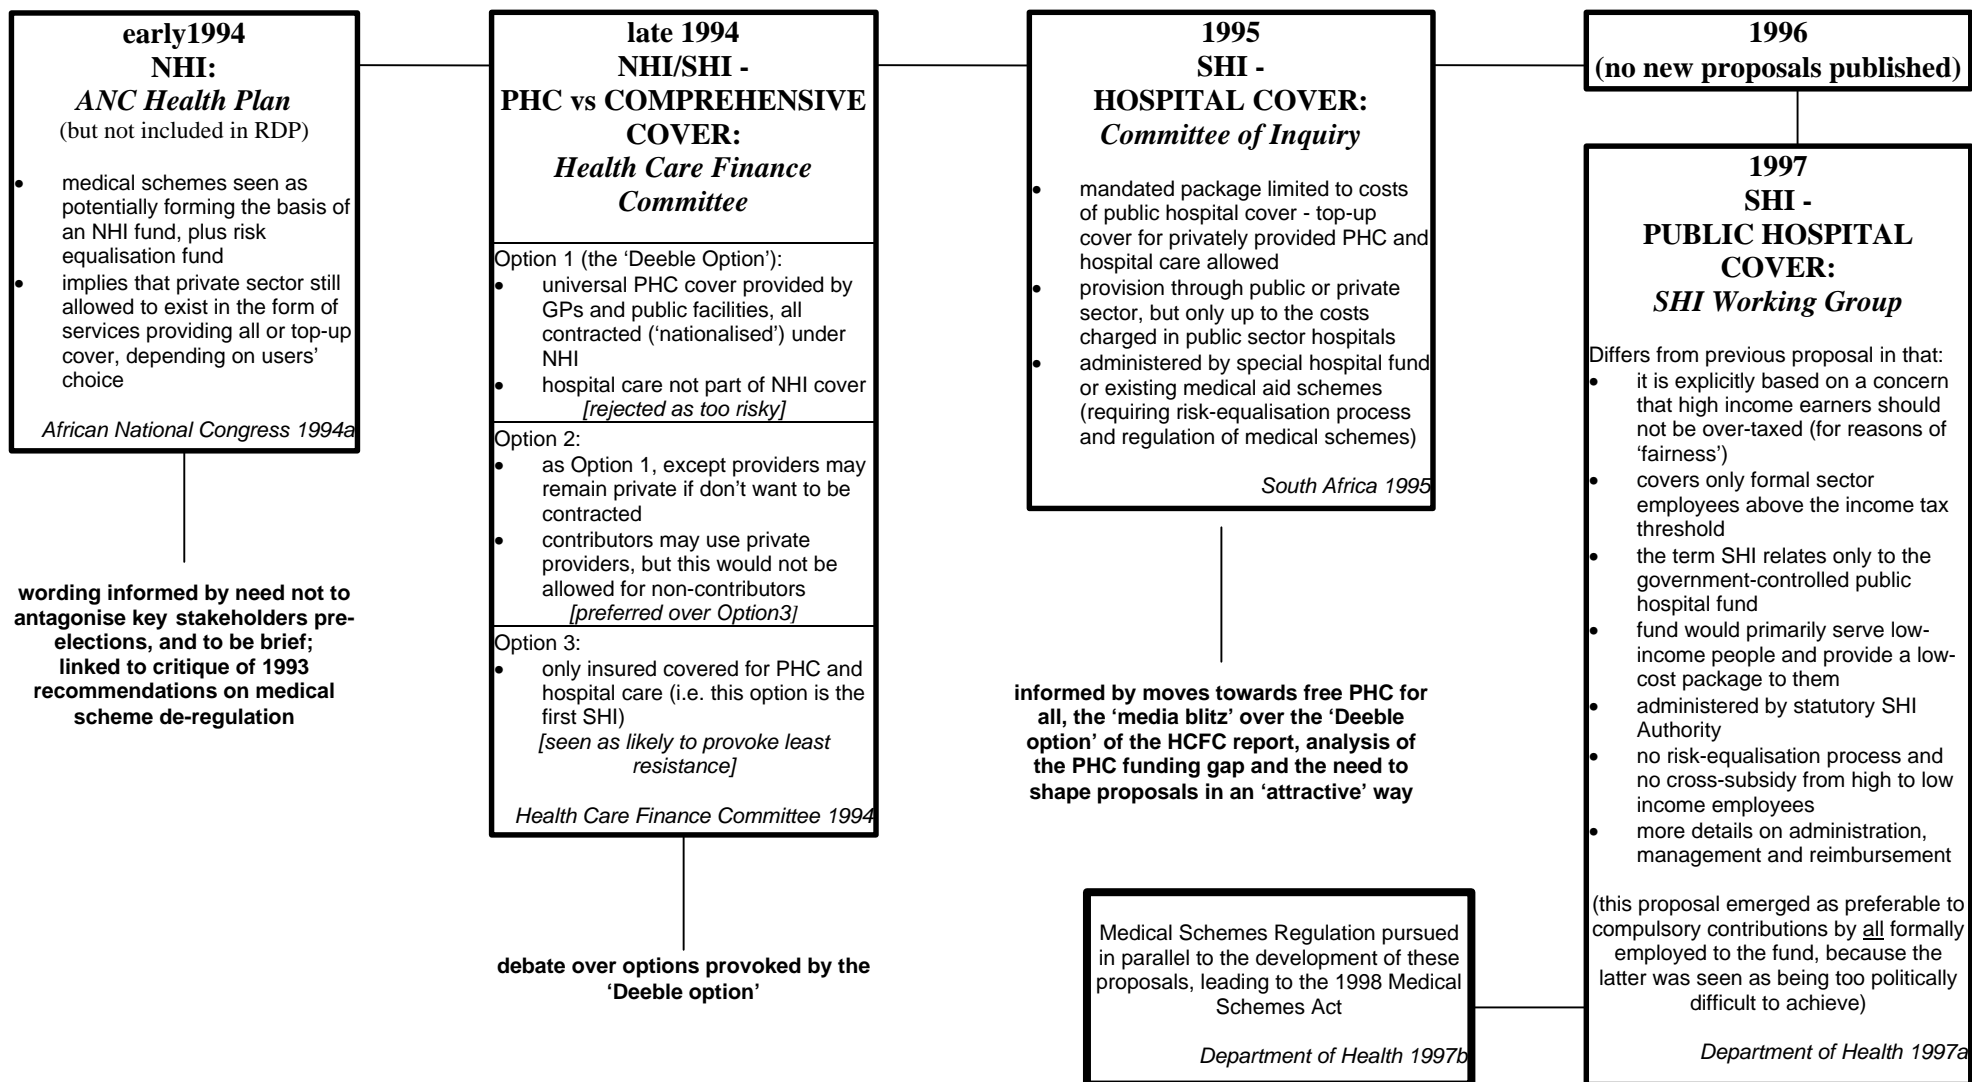 early1994
NHI:
ANC Health Plan
(but not included in RDP)
• medical schemes seen as
potentially forming the basis of
an NHI fund, plus risk
equalisation fund
• implies that private sector still
allowed to exist in the form of
services providing all or top-up
cover, depending on users’
choice
African National Congress 1994a
wording informed by need not to
antagonise key stakeholders pre-
elections, and to be brief;
linked to critique of 1993
recommendations on medical
scheme de-regulation
late 1994
NHI/SHI -
PHC vs COMPREHENSIVE
COVER:
Health Care Finance
Committee
Option 1 (the ‘Deeble Option’):
• universal PHC cover provided by
GPs and public facilities, all
contracted (‘nationalised’) under
NHI
• hospital care not part of NHI cover
[rejected as too risky]
Option 2:
• as Option 1, except providers may
remain private if don’t want to be
contracted
• contributors may use private
providers, but this would not be
allowed for non-contributors
[preferred over Option3]
Option 3:
• only insured covered for PHC and
hospital care (i.e. this option is the
first SHI)
[seen as likely to provoke least
resistance]
Health Care Finance Committee 1994
debate over options provoked by the
‘Deeble option’
1995
SHI -
HOSPITAL COVER:
Committee of Inquiry
• mandated package limited to costs
of public hospital cover - top-up
cover for privately provided PHC and
hospital care allowed
• provision through public or private
sector, but only up to the costs
charged in public sector hospitals
• administered by special hospital fund
or existing medical aid schemes
(requiring risk-equalisation process
and regulation of medical schemes)
South Africa 1995
informed by moves towards free PHC for
all, the ‘media blitz’ over the ‘Deeble
option’ of the HCFC report, analysis of
the PHC funding gap and the need to
shape proposals in an ‘attractive’ way
1996
(no new proposals published)
1997
SHI -
PUBLIC HOSPITAL
COVER:
SHI Working Group
Differs from previous proposal in that:
• it is explicitly based on a concern
that high income earners should
not be over-taxed (for reasons of
‘fairness’)
• covers only formal sector
employees above the income tax
threshold
• the term SHI relates only to the
government-controlled public
hospital fund
• fund would primarily serve low-
income people and provide a low-
cost package to them
• administered by statutory SHI
Authority
• no risk-equalisation process and
no cross-subsidy from high to low
income employees
• more details on administration,
management and reimbursement
(this proposal emerged as preferable to
compulsory contributions by all formally
employed to the fund, because the
latter was seen as being too politically
difficult to achieve)
Department of Health 1997a
Medical Schemes Regulation pursued
in parallel to the development of these
proposals, leading to the 1998 Medical
Schemes Act
Department of Health 1997b